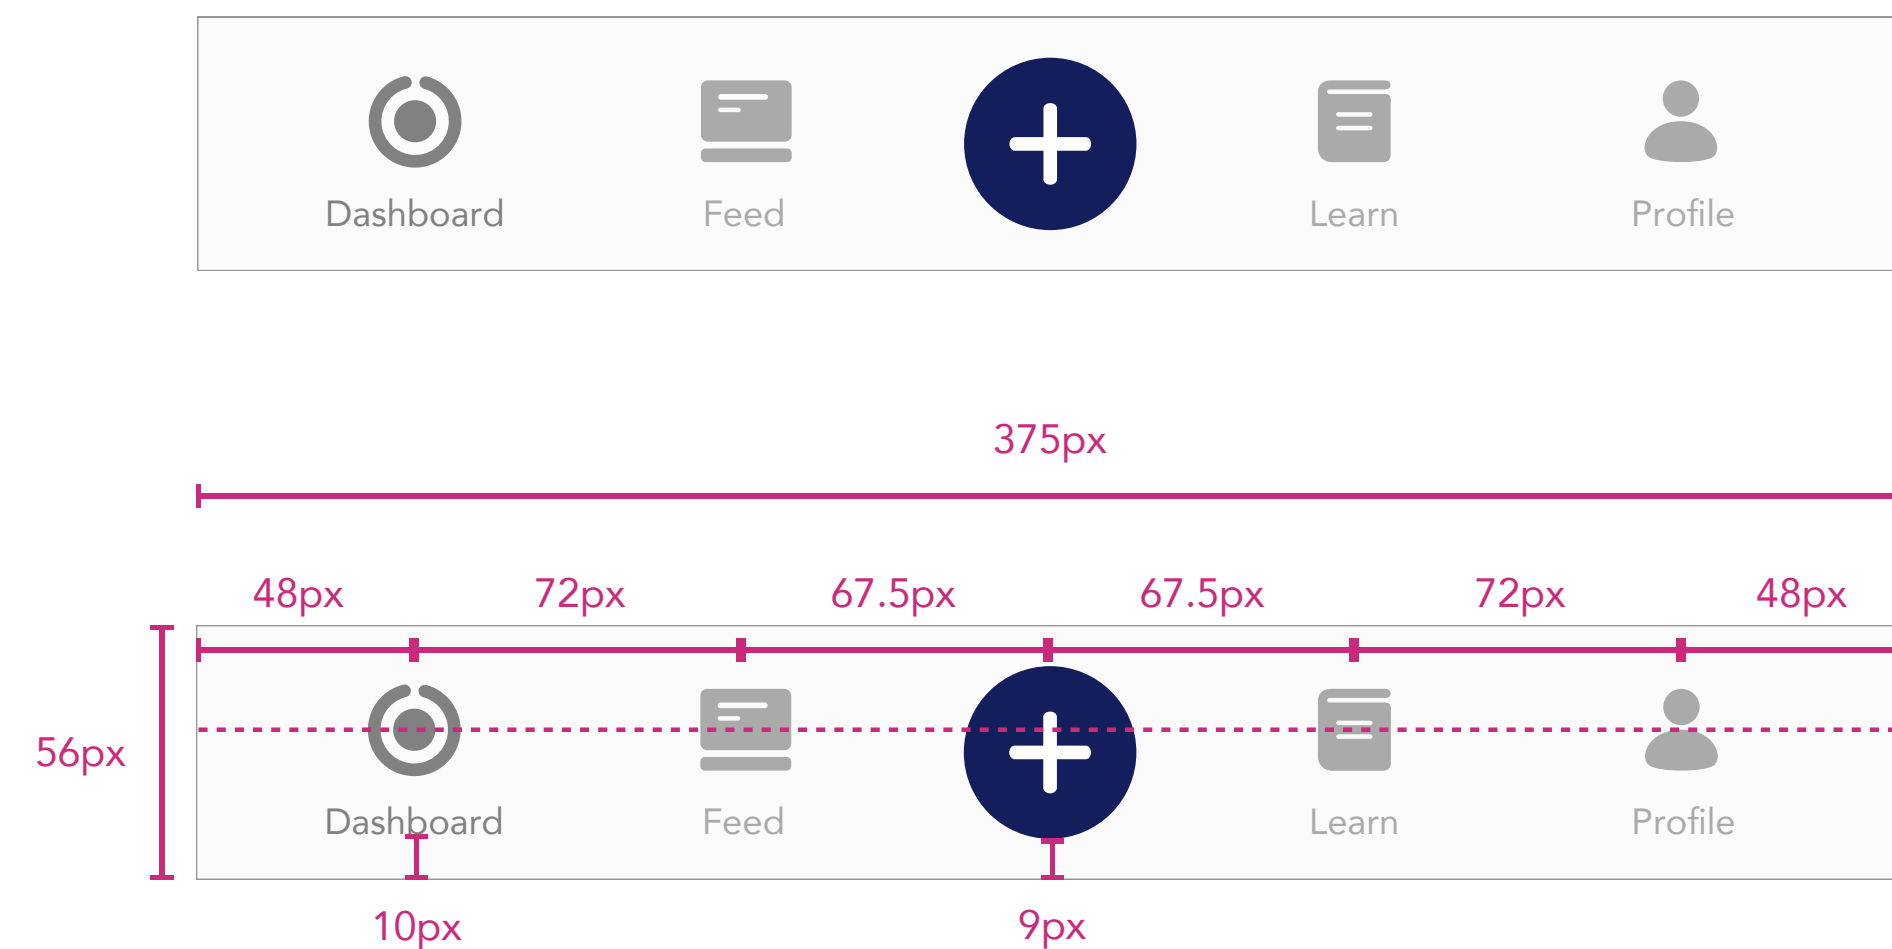 Dashboard Feed Learn Profile
375px
48px 72px 67.5px 67.5px 72px 48px
56px
Dashboard Feed Learn Profile
10px 9px